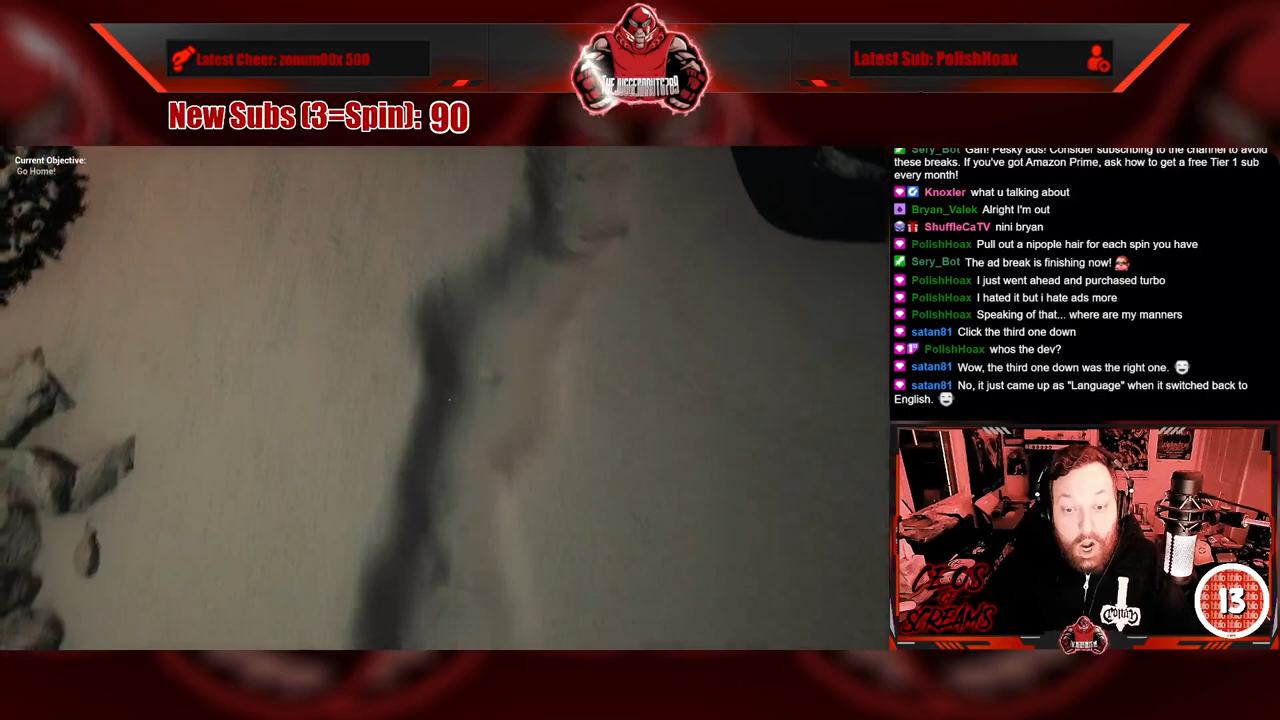 Latest Cheer: zonum00x 500
THEJUGGERNAUT6789
Latest Sub: PolishHoax
New Subs (3=Spin): 90
Current Objective:
Go Home!
Sery_Bot Gah! Pesky ads! Consider subscribing to the channel to avoid
these breaks. If you've got Amazon Prime, ask how to get a free Tier 1 sub
every month!
Knoxler what you talking about
Bryan_Valek Alright I'm out
ShuffleCaTV nini bryan
PolishHoax Pull out a nipople hair for each spin you have
Sery_Bot The ad break is finishing now!
PolishHoax I just went ahead and purchased turbo
PolishHoax I hated it but i hate ads more
PolishHoax Speaking of that... where are my manners
satan81 Click the third one down
PolishHoax whos the dev?
satan81 Wow, the third one down was the right one.
satan81 No, it just came up as "Language" when it switched back to
English.
CEOS
OF
SCREAMS
13